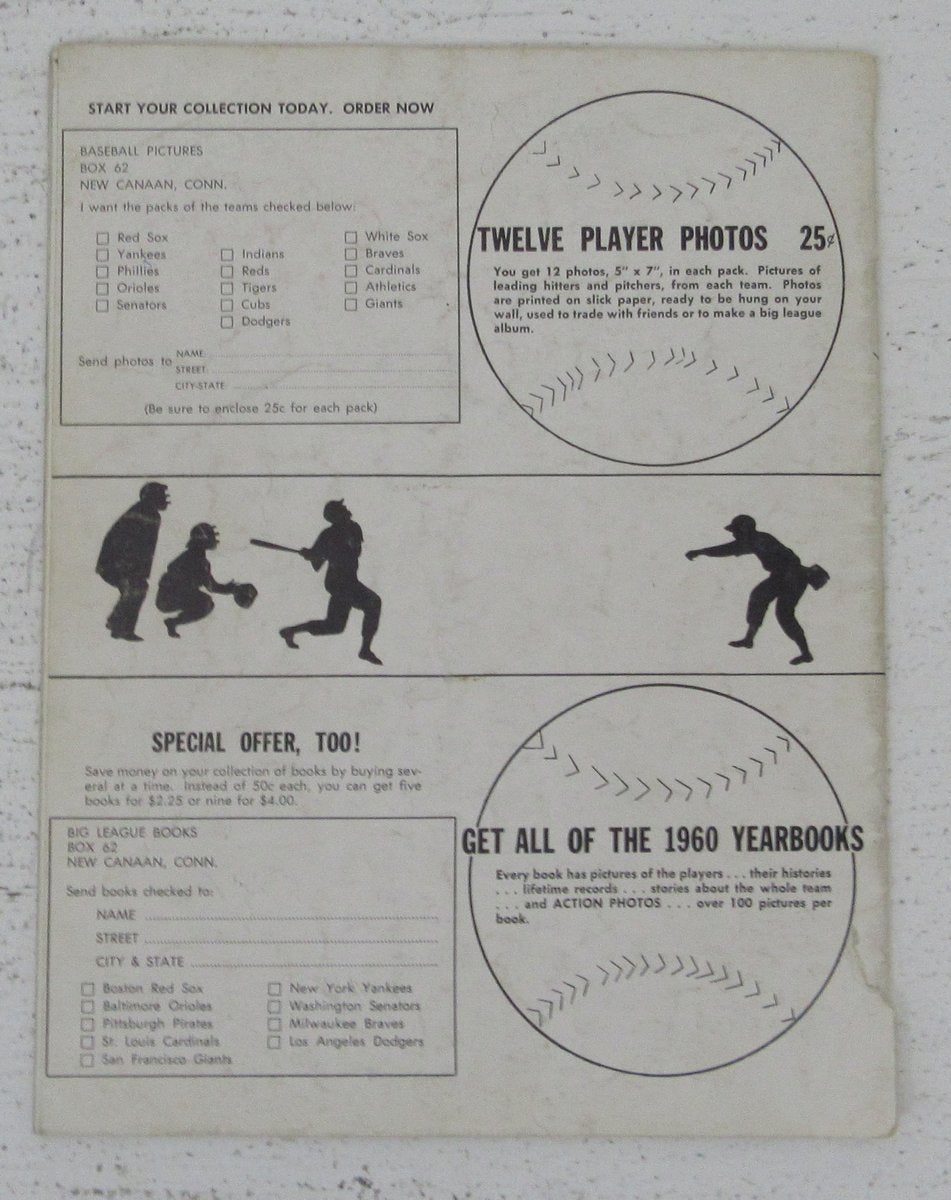 START YOUR COLLECTION TODAY. ORDER NOW
BASEBALL PICTURES
BOX 62
NEW CANAAN, CONN.
I want the packs of the teams checked below:
Red Sox
Yankees
Phillies
Orioles
Senators
Indians
Reds
Tigers
Cubs
Dodgers
White Sox
Braves
Cardinals
Athletics
Giants
Send photos to
NAME
STREET
CITY-STATE
(Be sure to enclose 25c for each pack)
TWELVE PLAYER PHOTOS 25¢
You get 12 photos, 5" x 7", in each pack. Pictures of
leading hitters and pitchers, from each team. Photos
are printed on slick paper, ready to be hung on your
wall, used to trade with friends or to make a big league
album.
SPECIAL OFFER, TOO!
Save money on your collection of books by buying sev-
eral at a time. Instead of 50c each, you can get five
books for $2.25 or nine for $4.00.
BIG LEAGUE BOOKS
BOX 62
NEW CANAAN, CONN.
Send books checked to:
NAME
STREET
CITY & STATE
Boston Red Sox
Baltimore Orioles
Pittsburgh Pirates
St. Louis Cardinals
San Francisco Giants
New York Yankees
Washington Senators
Milwaukee Braves
Los Angeles Dodgers
GET ALL OF THE 1960 YEARBOOKS
Every book has pictures of the players . . . their histories
. . . lifetime records . . . stories about the whole team
. . . and ACTION PHOTOS . . . over 100 pictures per
book.